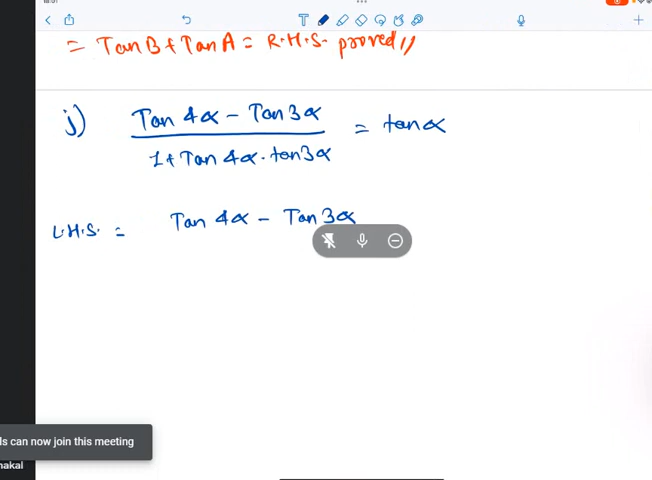 = Tan B + Tan A = R.H.S. proved //
j) Tan 4α - Tan 3α
= tan α
1 + Tan 4α . tan 3α
L.H.S. = Tan 4α - Tan 3α
ls can now join this meeting
nakal